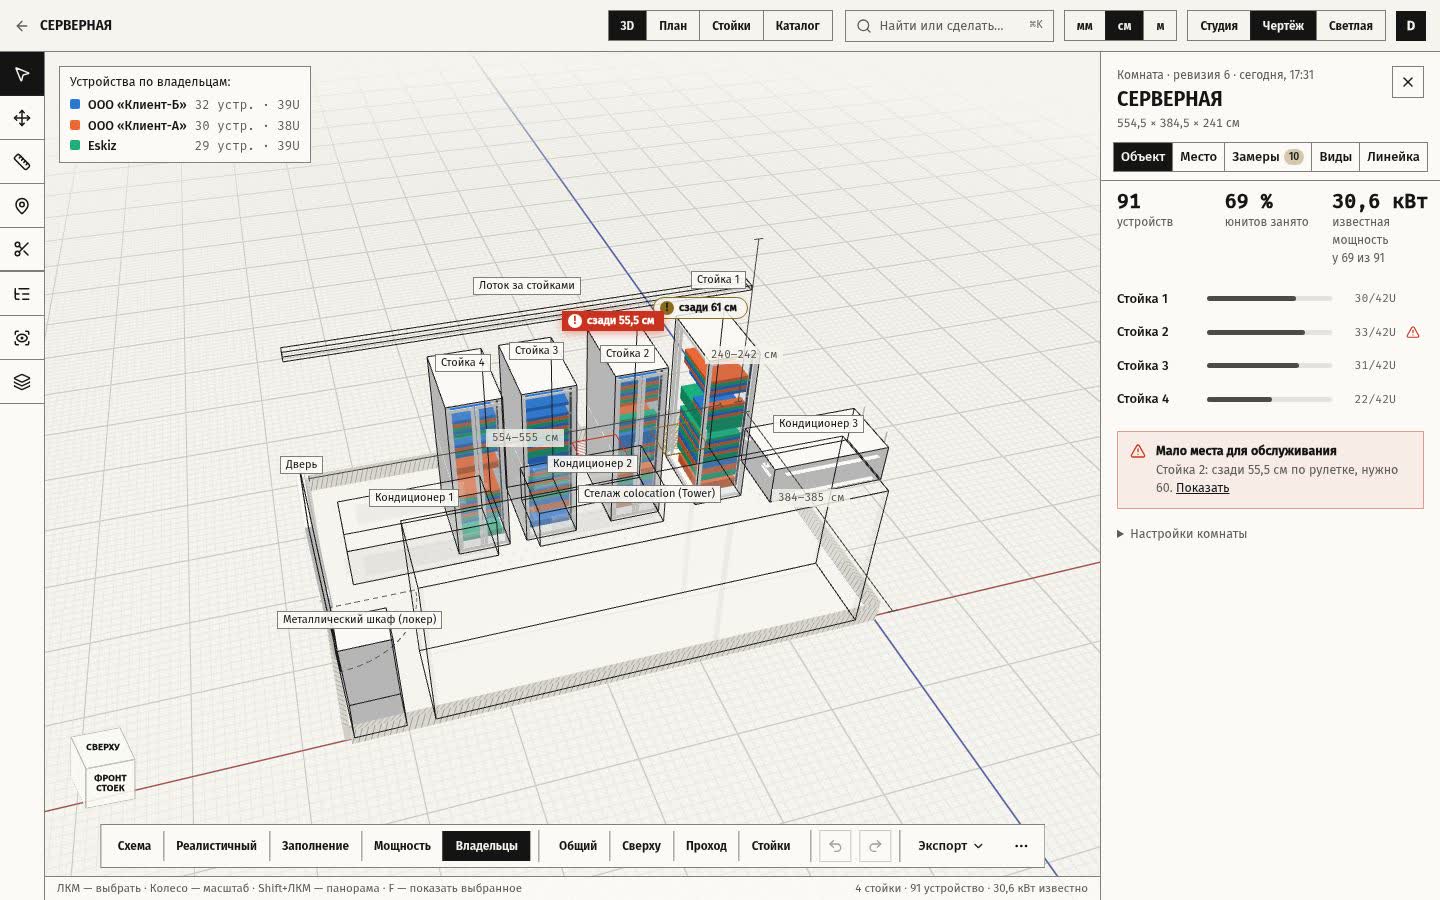 СЕРВЕРНАЯ
3D План Стойки Каталог
Найти или сделать… ⌘K
мм см м
Студия Чертёж Светлая
D
Устройства по владельцам:
ООО «Клиент-Б» 32 устр. · 39U
ООО «Клиент-А» 30 устр. · 38U
Eskiz 29 устр. · 39U
Лоток за стойками
Стойка 1
! сзади 61 см
! сзади 55,5 см
Стойка 4
Стойка 3
Стойка 2
240–242 см
Кондиционер 3
554–555 см
Дверь
Кондиционер 2
Кондиционер 1
Стелаж colocation (Tower)
384–385 см
Металлический шкаф (локер)
СВЕРХУ
ФРОНТ
СТОЕК
Схема Реалистичный Заполнение Мощность Владельцы Общий Сверху Проход Стойки Экспорт
ЛКМ — выбрать · Колесо — масштаб · Shift+ЛКМ — панорама · F — показать выбранное
4 стойки · 91 устройство · 30,6 кВт известно
Комната · ревизия 6 · сегодня, 17:31
СЕРВЕРНАЯ
554,5 × 384,5 × 241 см
Объект Место Замеры 10 Виды Линейка
91 69 % 30,6 кВт
устройств юнитов занято известная
мощность
у 69 из 91
Стойка 1 30/42U
Стойка 2 33/42U
Стойка 3 31/42U
Стойка 4 22/42U
Мало места для обслуживания
Стойка 2: сзади 55,5 см по рулетке, нужно
60. Показать
Настройки комнаты